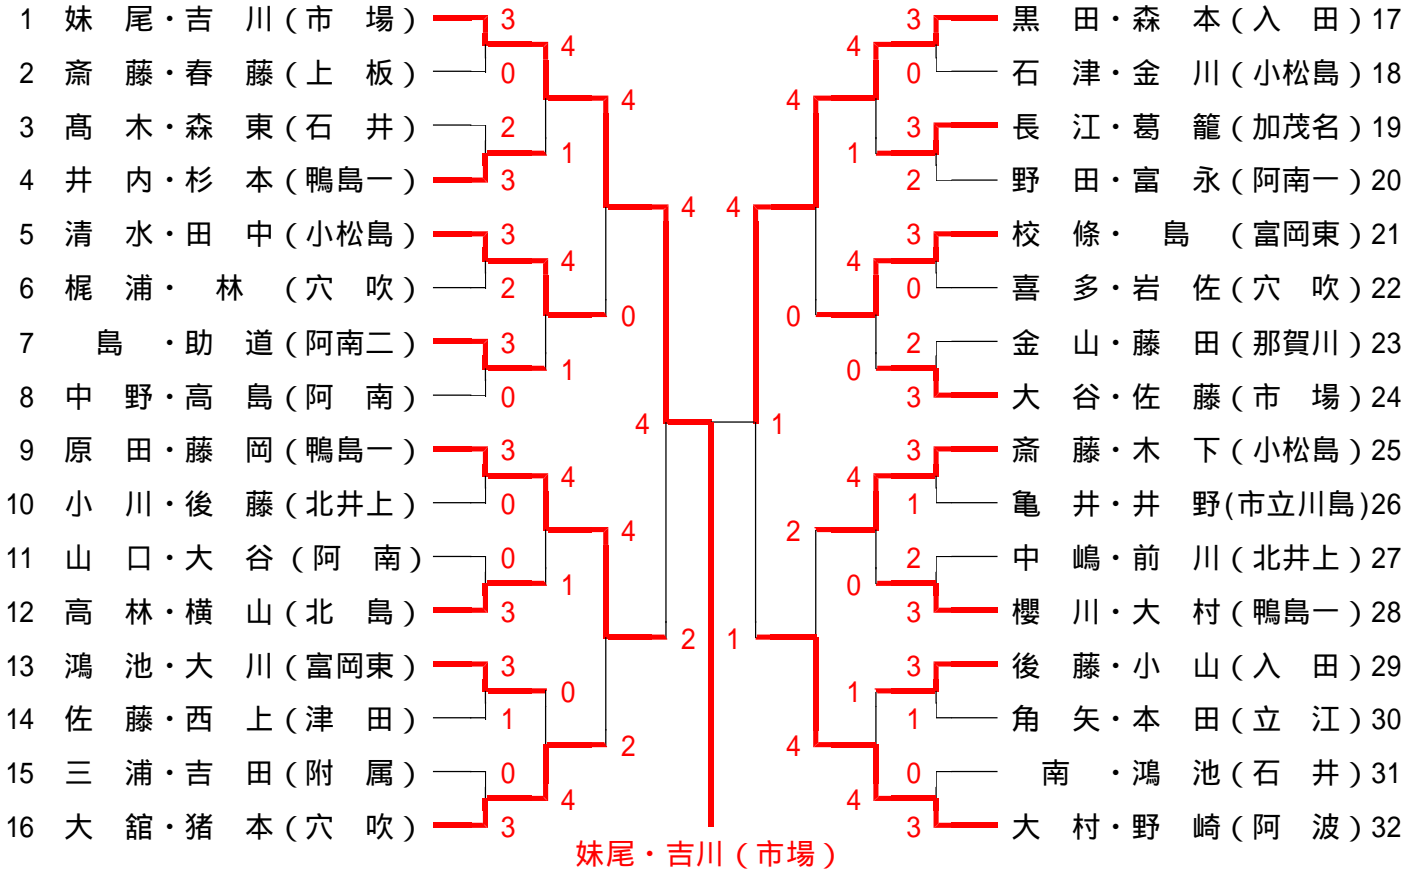 1 妹 尾・吉 川(市 場) 3
4
2 斎 藤・春 藤(上 板) 0
4
3 髙 木・森 東(石 井) 2
1
4 井 内・杉 本(鴨島一) 3
4
5 清 水・田 中(小松島) 3
4
6 梶 浦・ 林 (穴 吹) 2
0
7 島 ・助 道(阿南二) 3
1
8 中 野・高 島(阿 南) 0
4
9 原 田・藤 岡(鴨島一) 3
4
10 小 川・後 藤(北井上) 0
4
11 山 口・大 谷(阿 南) 0
1
12 高 林・横 山(北 島) 3
2
13 鴻 池・大 川(富岡東) 3
0
14 佐 藤・西 上(津 田) 1
2
15 三 浦・吉 田(附 属) 0
4
16 大 舘・猪 本(穴 吹) 3
3 黒 田・森 本(入 田)17
4
0 石 津・金 川(小松島)18
4
3 長 江・葛 籠(加茂名)19
1
2 野 田・富 永(阿南一)20
4
3 校 條・ 島 (富岡東)21
4
0 喜 多・岩 佐(穴 吹)22
0
2 金 山・藤 田(那賀川)23
0
3 大 谷・佐 藤(市 場)24
1
3 斎 藤・木 下(小松島)25
4
1 亀 井・井 野(市立川島)26
2
2 中 嶋・前 川(北井上)27
0
3 櫻 川・大 村(鴨島一)28
1
3 後 藤・小 山(入 田)29
1
1 角 矢・本 田(立 江)30
4
0 南 ・鴻 池(石 井)31
4
3 大 村・野 崎(阿 波)32
妹尾・吉川(市場)